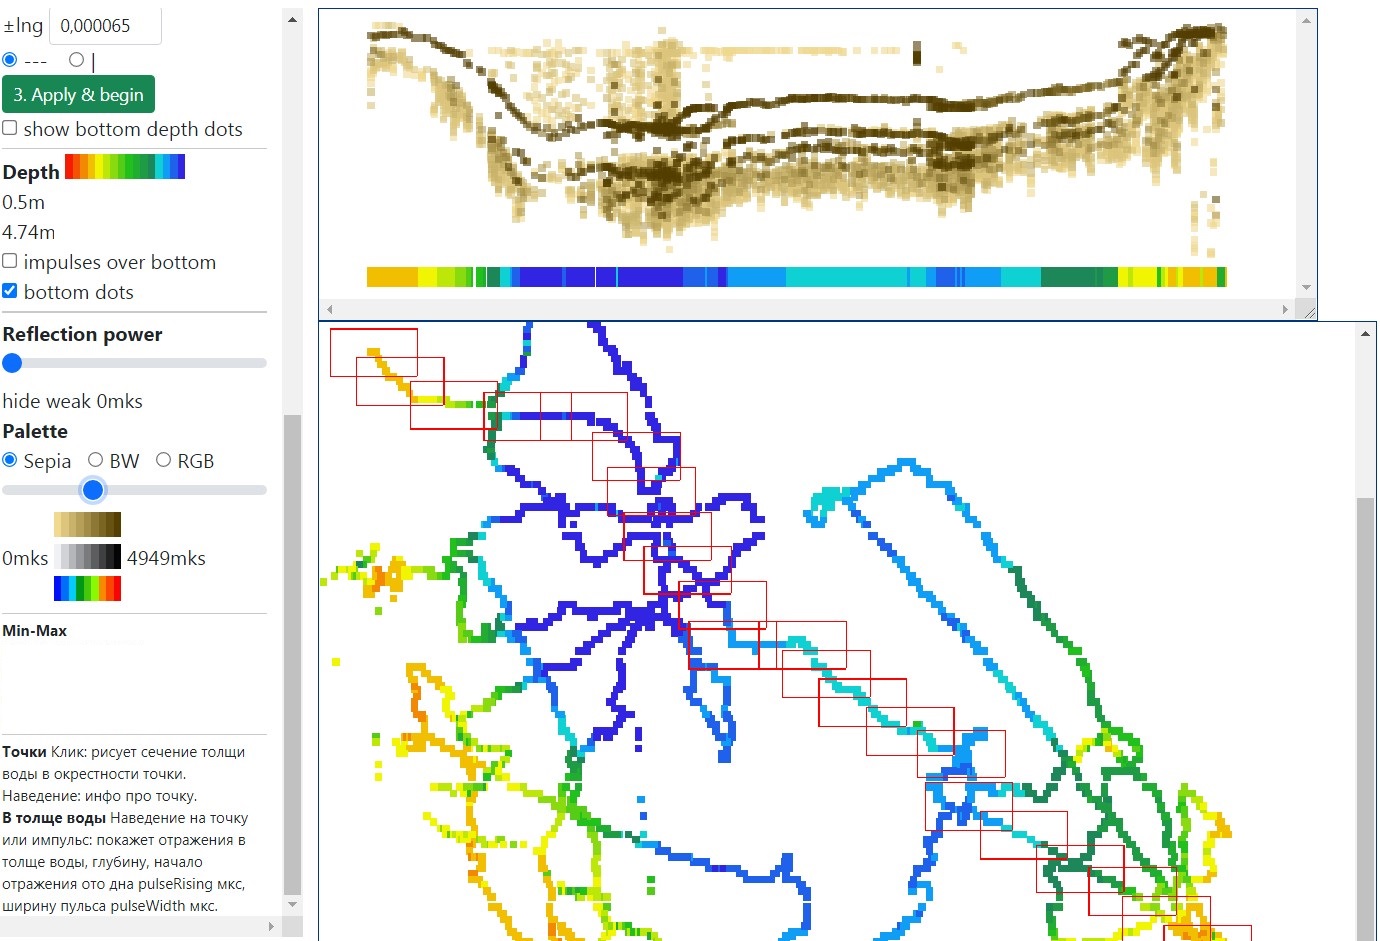 ±lng 0,000065
--- |
3. Apply & begin
show bottom depth dots
Depth
0.5m
4.74m
impulses over bottom
bottom dots
Reflection power
hide weak 0mks
Palette
Sepia BW RGB
0mks 4949mks
Min-Max
Точки Клик: рисует сечение толщи
воды в окрестности точки.
Наведение: инфо про точку.
В толще воды Наведение на точку
или импульс: покажет отражения в
толще воды, глубину, начало
отражения ото дна pulseRising мкс,
ширину пульса pulseWidth мкс.